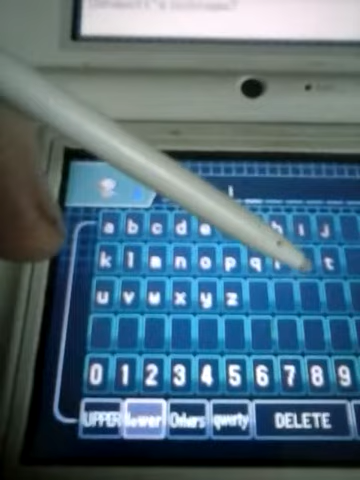 a b c d e h i j
k l m n o p q r t
u v w x y z
0 1 2 3 4 5 6 7 8 9
UPPER lower Others qwerty DELETE